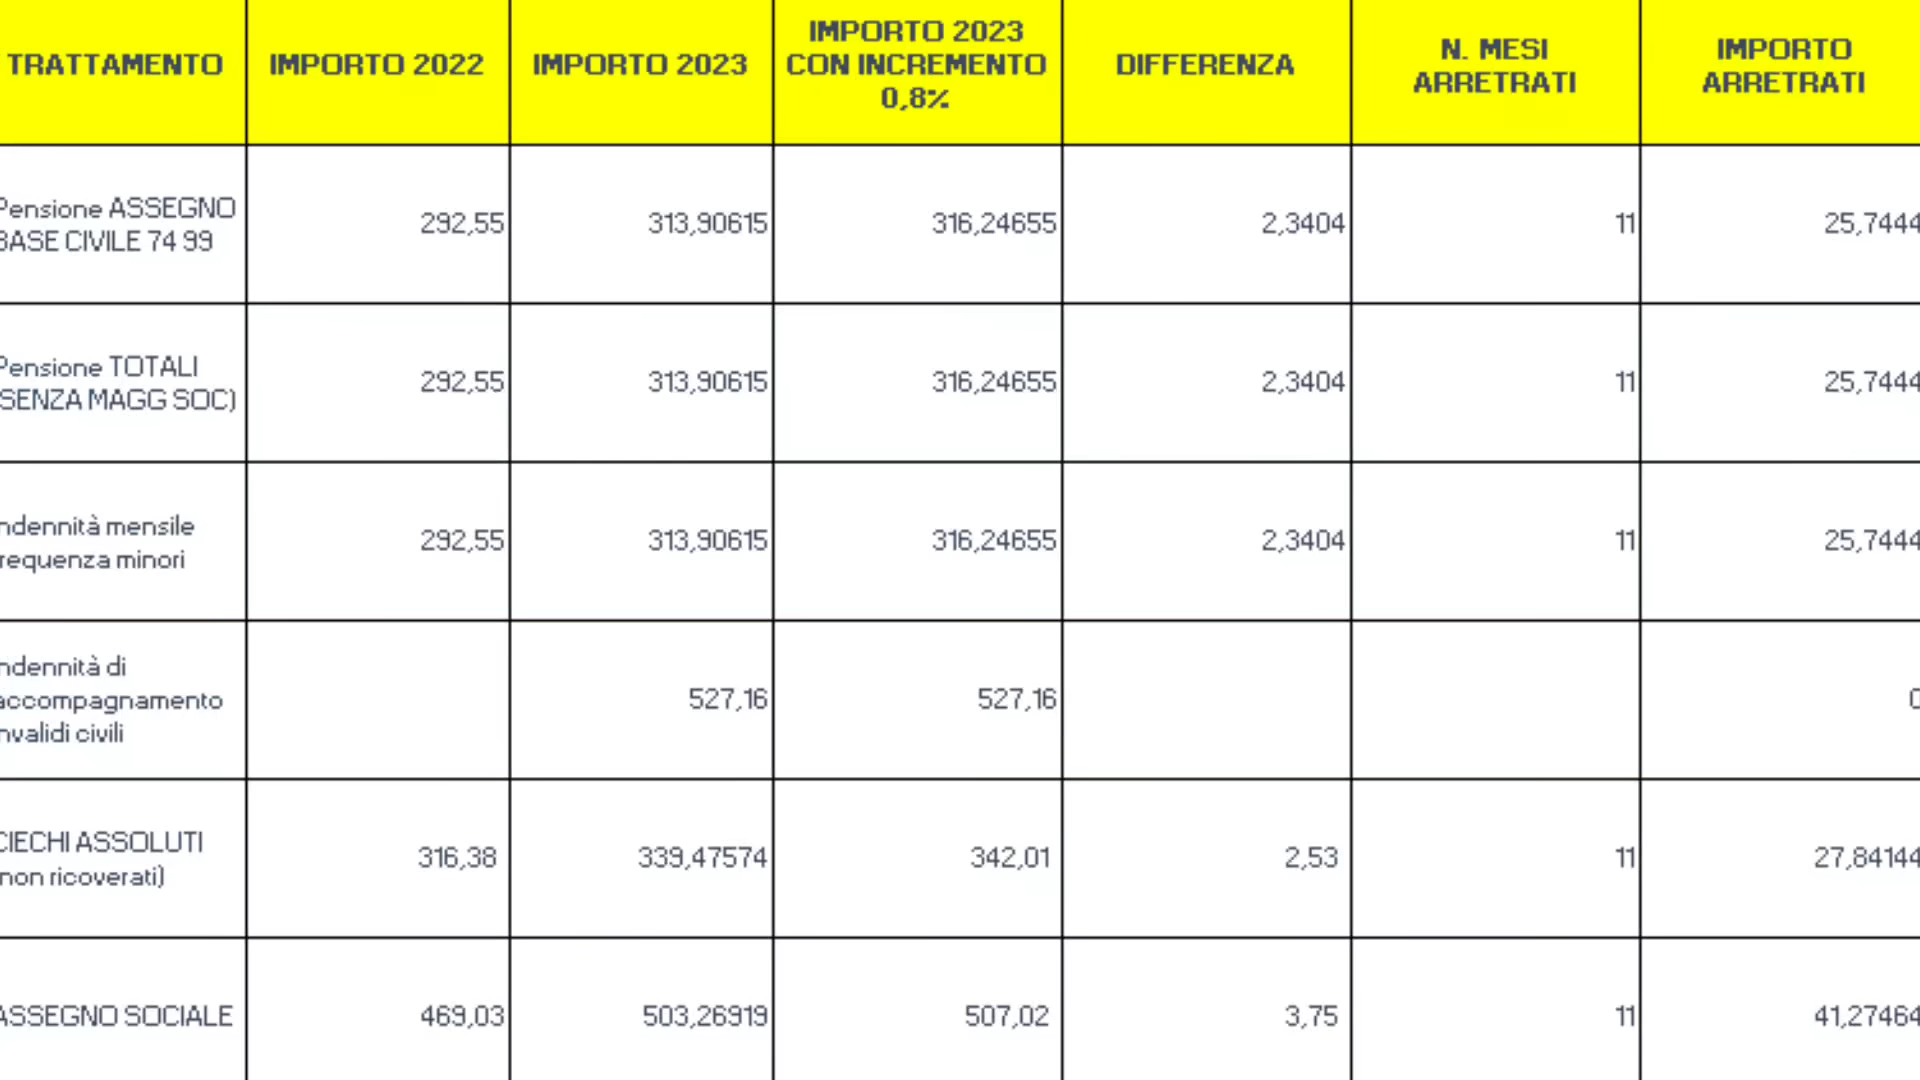 TRATTAMENTO
IMPORTO 2022
IMPORTO 2023
IMPORTO 2023
CON INCREMENTO
0,8%
DIFFERENZA
N. MESI
ARRETRATI
IMPORTO
ARRETRATI
Pensione ASSEGNO
BASE CIVILE 74 99
292,55
313,90615
316,24655
2,3404
11
25,7444
Pensione TOTALI
SENZA MAGG SOC)
292,55
313,90615
316,24655
2,3404
11
25,7444
ndennità mensile
requenza minori
292,55
313,90615
316,24655
2,3404
11
25,7444
ndennità di
accompagnamento
nvalidi civili
527,16
527,16
0
CIECHI ASSOLUTI
non ricoverati)
316,38
339,47574
342,01
2,53
11
27,84144
ASSEGNO SOCIALE
469,03
503,26919
507,02
3,75
11
41,27464